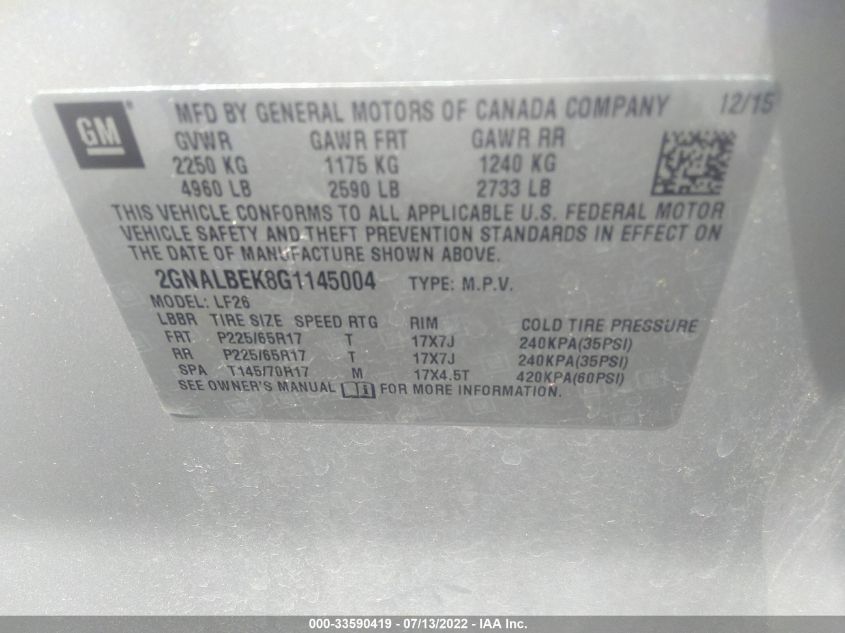 GM® MFD BY GENERAL MOTORS OF CANADA COMPANY 12/15
GVWR GAWR FRT GAWR RR
2250 KG 1175 KG 1240 KG
4960 LB 2590 LB 2733 LB
THIS VEHICLE CONFORMS TO ALL APPLICABLE U.S. FEDERAL MOTOR
VEHICLE SAFETY AND THEFT PREVENTION STANDARDS IN EFFECT ON
THE DATE OF MANUFACTURE SHOWN ABOVE.
2GNALBEK8G1145004 TYPE: M.P.V.
MODEL: LF26
LBBR TIRE SIZE SPEED RTG RIM COLD TIRE PRESSURE
FRT P225/65R17 T 17X7J 240KPA(35PSI)
RR P225/65R17 T 17X7J 240KPA(35PSI)
SPA T145/70R17 M 17X4.5T 420KPA(60PSI)
SEE OWNER'S MANUAL FOR MORE INFORMATION.
000-33590419 - 07/13/2022 - IAA Inc.